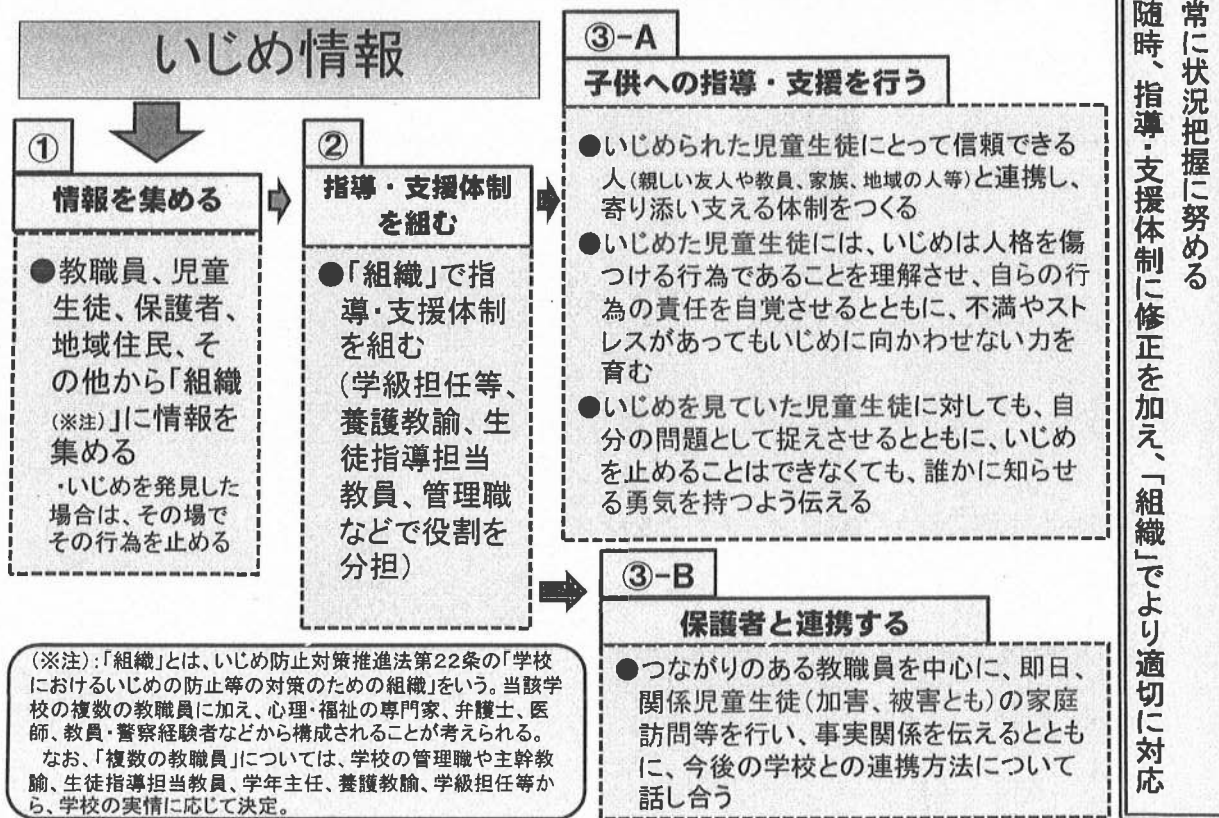 いじめ情報
①
情報を集める
●教職員、児童
生徒、保護者、
地域住民、そ
の他から「組織
(※注)」に情報を
集める
・いじめを発見した
場合は、その場で
その行為を止める
②
指導・支援体制
を組む
●「組織」で指
導・支援体制
を組む
(学級担任等、
養護教諭、生
徒指導担当
教員、管理職
などで役割を
分担)
③-A
子供への指導・支援を行う
●いじめられた児童生徒にとって信頼できる
人(親しい友人や教員、家族、地域の人等)と連携し、
寄り添い支える体制をつくる
●いじめた児童生徒には、いじめは人格を傷
つける行為であることを理解させ、自らの行
為の責任を自覚させるとともに、不満やスト
レスがあってもいじめに向かわせない力を
育む
●いじめを見ていた児童生徒に対しても、自
分の問題として捉えさせるとともに、いじめ
を止めることはできなくても、誰かに知らせ
る勇気を持つよう伝える
③-B
保護者と連携する
●つながりのある教職員を中心に、即日、
関係児童生徒(加害、被害とも)の家庭
訪問等を行い、事実関係を伝えるととも
に、今後の学校との連携方法について
話し合う
(※注):「組織」とは、いじめ防止対策推進法第22条の「学校
におけるいじめの防止等の対策のための組織」をいう。当該学
校の複数の教職員に加え、心理・福祉の専門家、弁護士、医
師、教員・警察経験者などから構成されることが考えられる。
なお、「複数の教職員」については、学校の管理職や主幹教
諭、生徒指導担当教員、学年主任、養護教諭、学級担任等か
ら、学校の実情に応じて決定。
常に状況把握に努める
随時、指導・支援体制に修正を加え、「組織」でより適切に対応